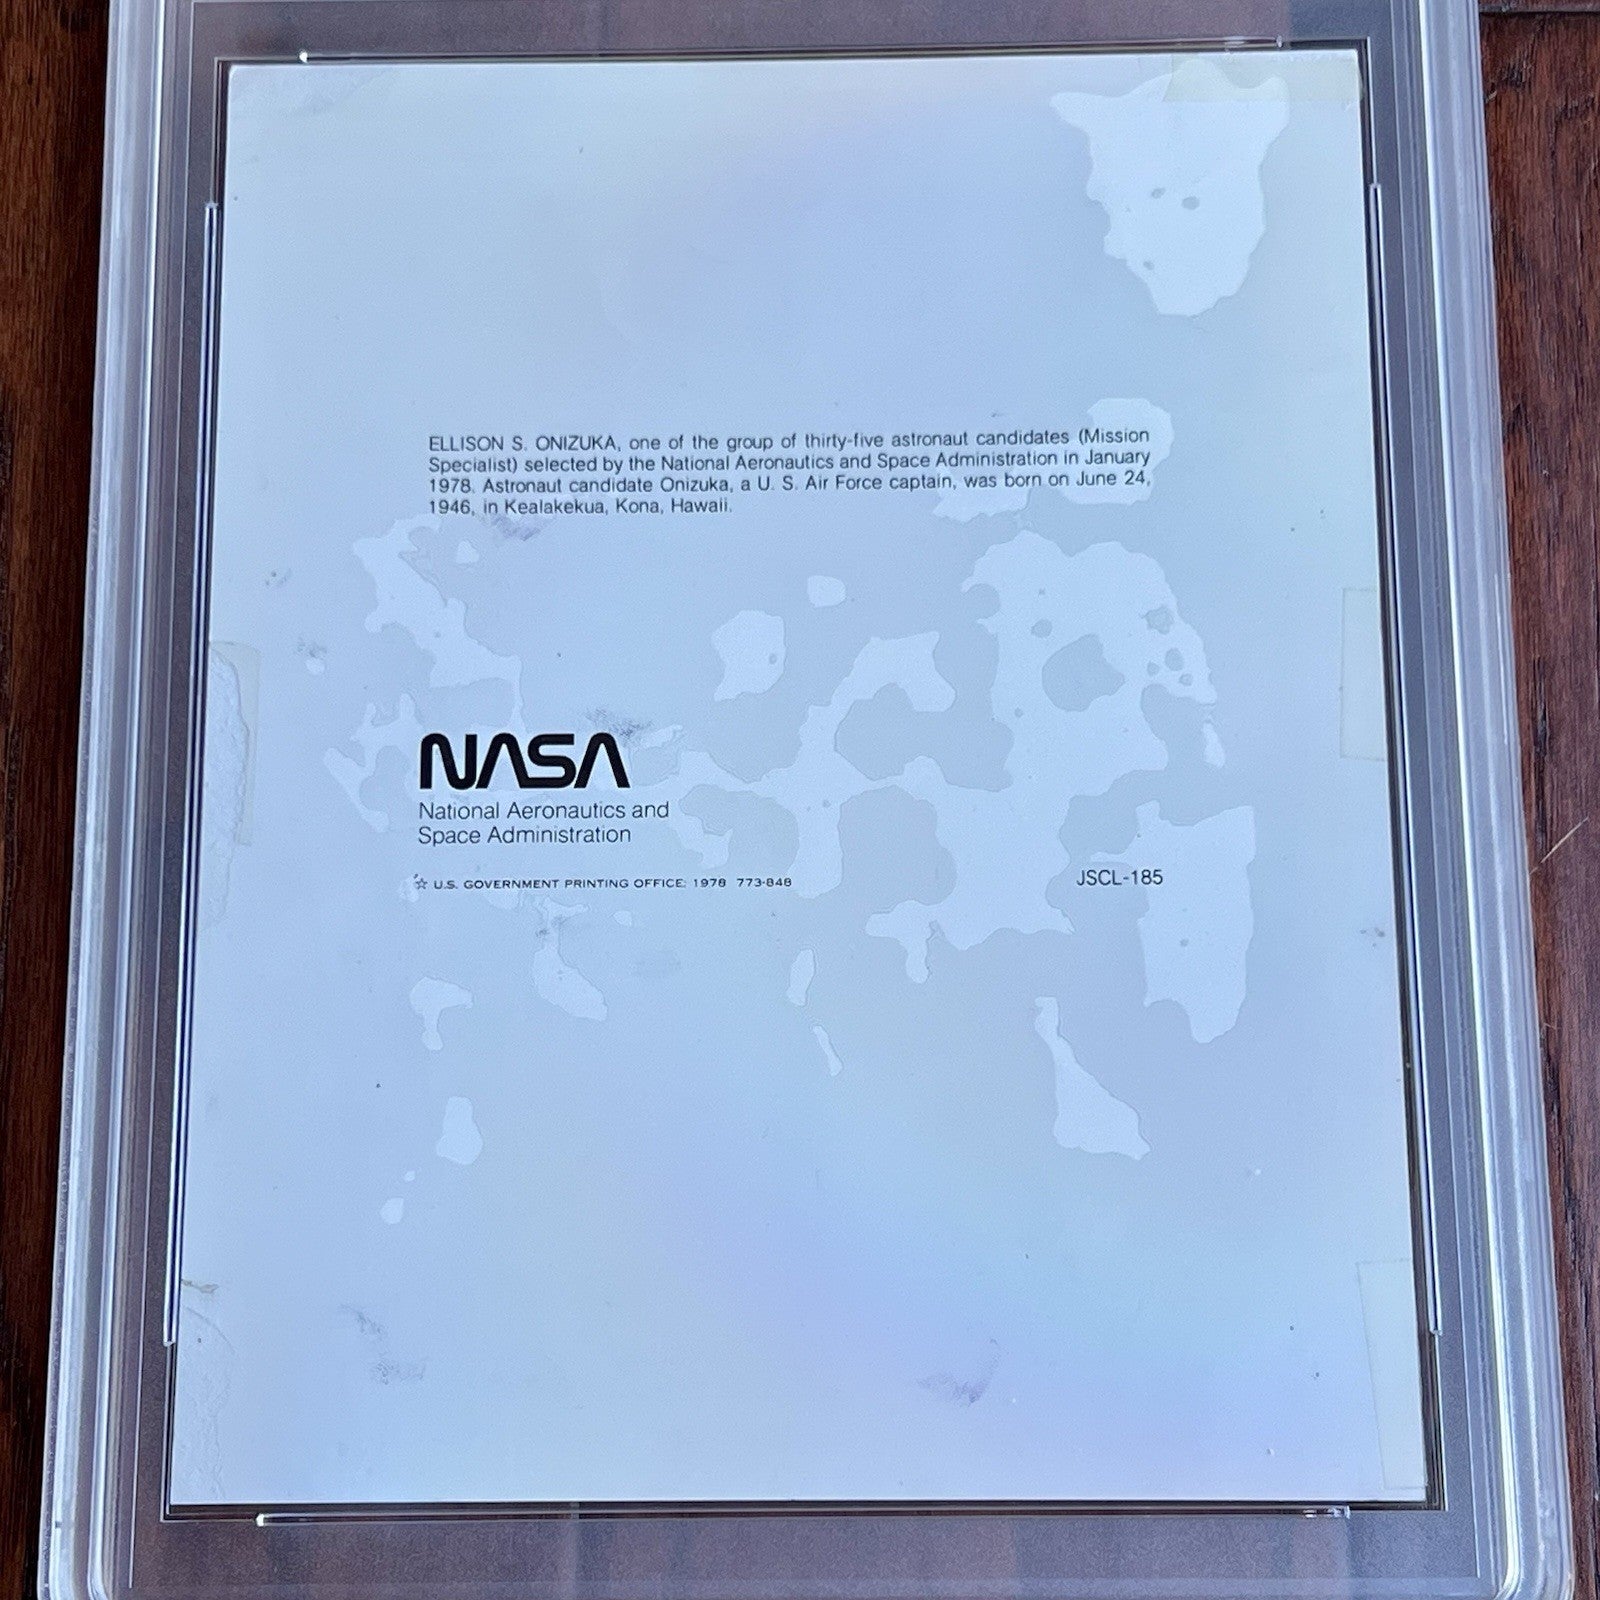 ELLISON S. ONIZUKA, one of the group of thirty-five astronaut candidates (Mission
Specialist) selected by the National Aeronautics and Space Administration in January
1978. Astronaut candidate Onizuka, a U. S. Air Force captain, was born on June 24,
1946, in Kealakekua, Kona, Hawaii.
NASA
National Aeronautics and
Space Administration
☆ U.S. GOVERNMENT PRINTING OFFICE: 1978 773-848
JSCL-185